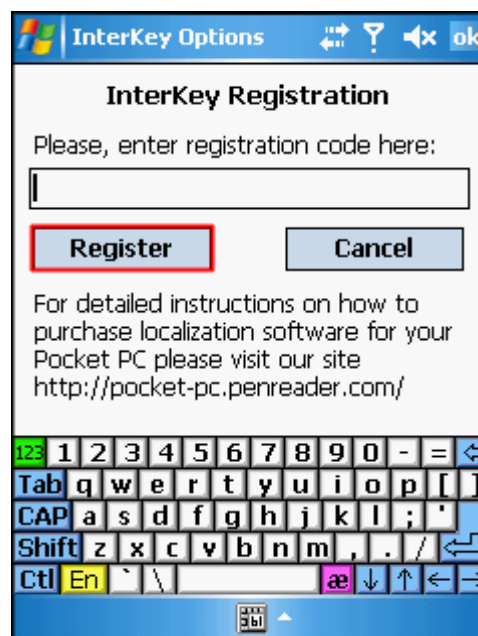 InterKey Options ok
InterKey Registration
Please, enter registration code here:
Register Cancel
For detailed instructions on how to
purchase localization software for your
Pocket PC please visit our site
http://pocket-pc.penreader.com/
123 1 2 3 4 5 6 7 8 9 0 - =
Tab q w e r t y u i o p [ ]
CAP a s d f g h j k l ; '
Shift z x c v b n m , . /
Ctl En ` \ æ